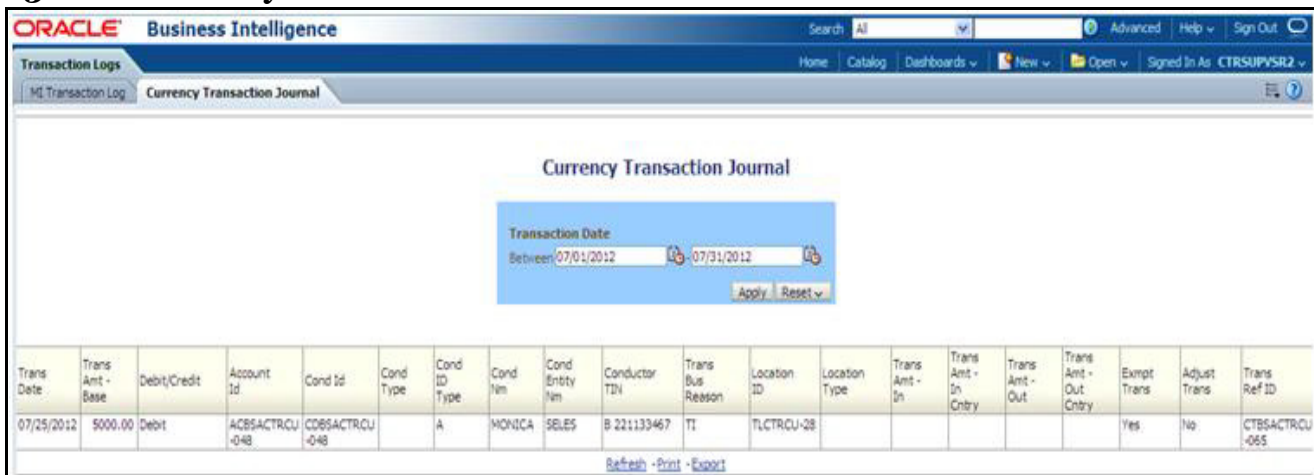 ORACLE Business Intelligence Search All Advanced Help Sign Out
Transaction Logs Home Catalog Dashboards New Open Signed In As CTRSUPVSR2
MI Transaction Log Currency Transaction Journal
Currency Transaction Journal
Transaction Date
Between 07/01/2012 - 07/31/2012
Apply Reset
Trans Date
Trans Amt - Base
Debit/Credit
Account Id
Cond Id
Cond Type
Cond ID Type
Cond Nm
Cond Entity Nm
Conductor TIN
Trans Bus Reason
Location ID
Location Type
Trans Amt - In
Trans Amt - In Cntry
Trans Amt - Out
Trans Amt - Out Cntry
Exmpt Trans
Adjust Trans
Trans Ref ID
07/25/2012 5000.00 Debit ACBSACTRCU-048 CDBSACTRCU-048 A MONICA SELES B 221133467 TI TLCTRCU-28 Yes No CTBSACTRCU-065
Refresh - Print - Export